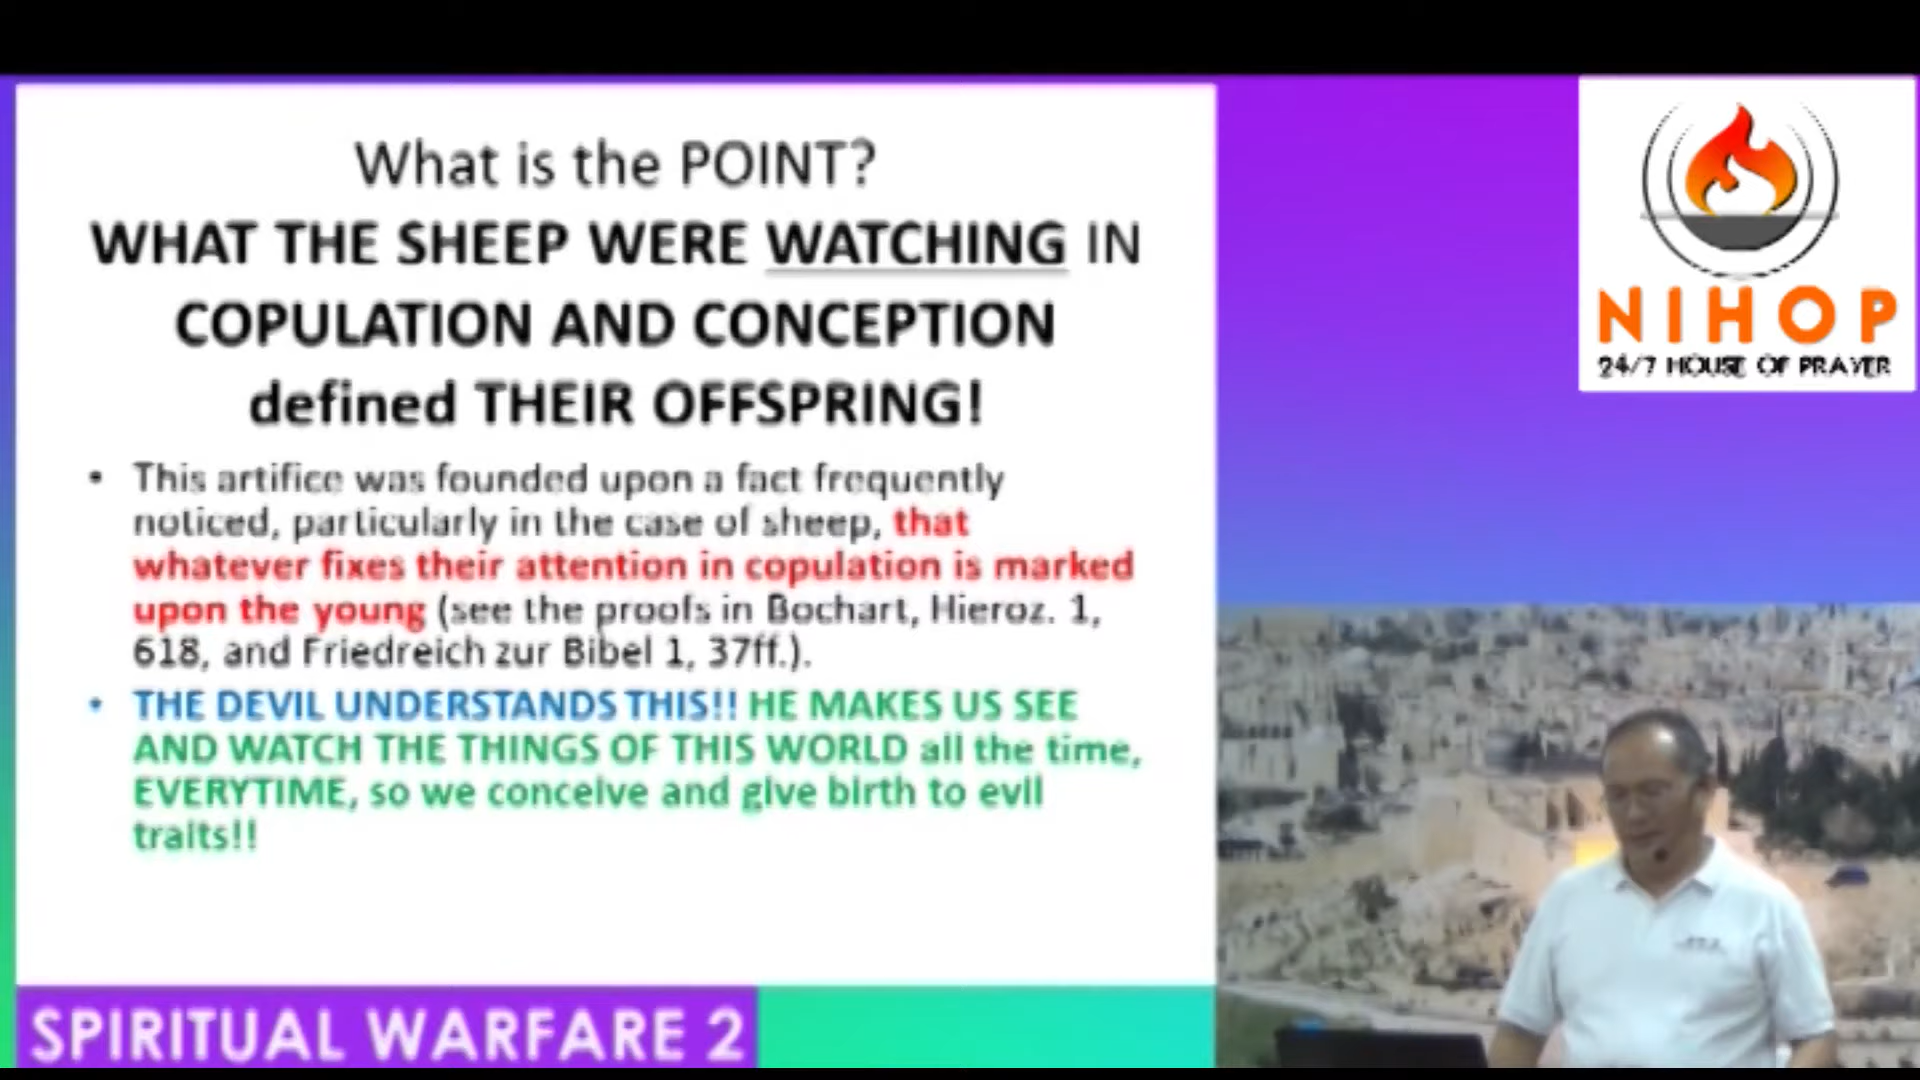 What is the POINT?
WHAT THE SHEEP WERE WATCHING IN
COPULATION AND CONCEPTION
defined THEIR OFFSPRING!
• This artifice was founded upon a fact frequently
noticed, particularly in the case of sheep, that
whatever fixes their attention in copulation is marked
upon the young (see the proofs in Bochart, Hieroz. 1,
618, and Friedreich zur Bibel 1, 37ff.).
• THE DEVIL UNDERSTANDS THIS!! HE MAKES US SEE
AND WATCH THE THINGS OF THIS WORLD all the time,
EVERYTIME, so we conceive and give birth to evil
traits!!
SPIRITUAL WARFARE 2
NIHOP
24/7 HOUSE OF PRAYER